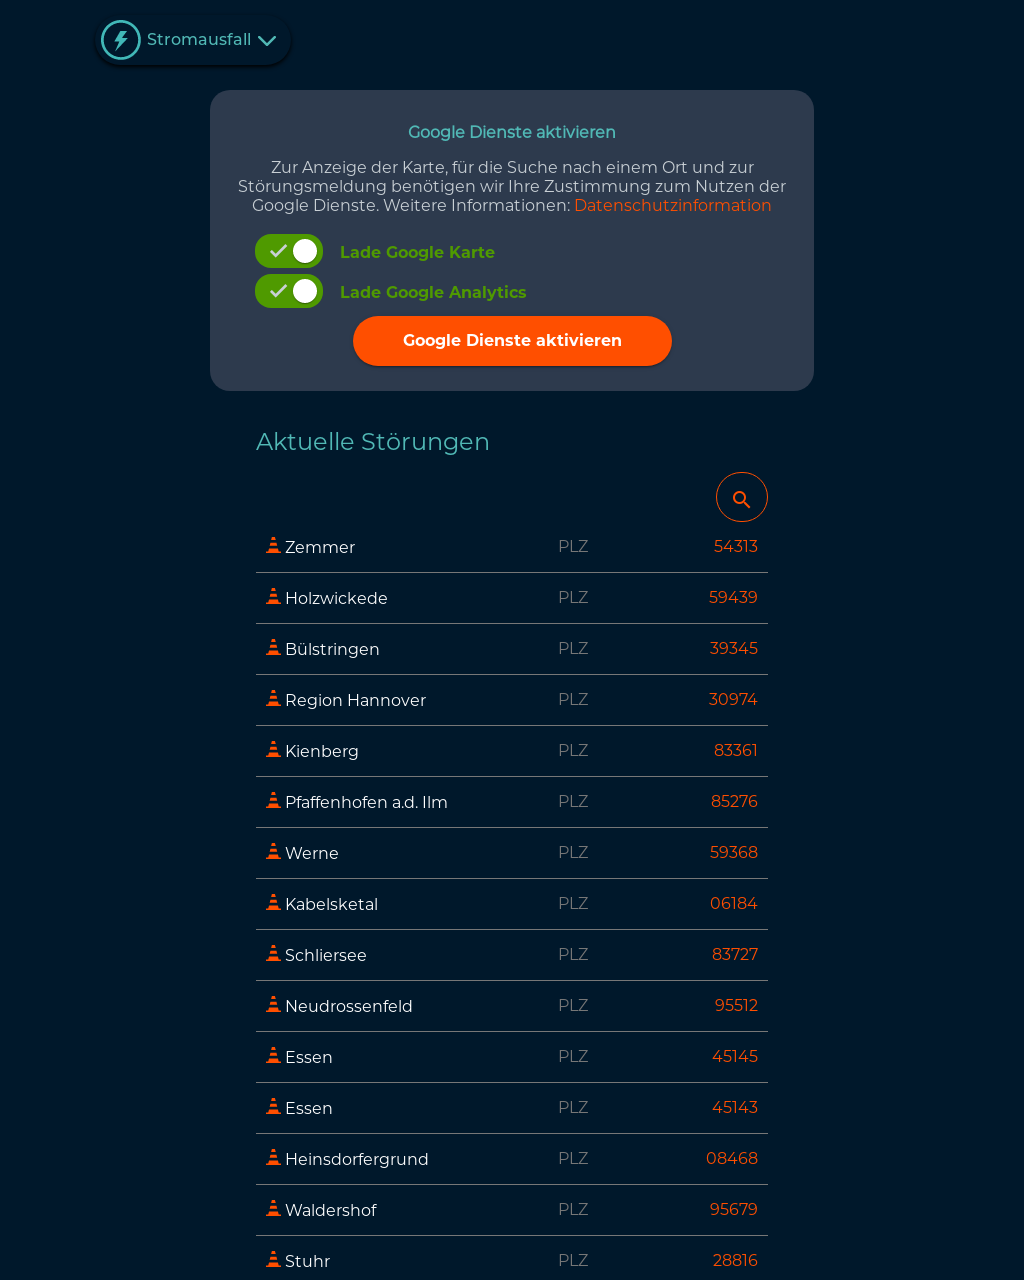 Stromausfall
Google Dienste aktivieren
Zur Anzeige der Karte, für die Suche nach einem Ort und zur
Störungsmeldung benötigen wir Ihre Zustimmung zum Nutzen der
Google Dienste. Weitere Informationen: Datenschutzinformation
Lade Google Karte
Lade Google Analytics
Google Dienste aktivieren
Aktuelle Störungen
Zemmer PLZ 54313
Holzwickede PLZ 59439
Bülstringen PLZ 39345
Region Hannover PLZ 30974
Kienberg PLZ 83361
Pfaffenhofen a.d. Ilm PLZ 85276
Werne PLZ 59368
Kabelsketal PLZ 06184
Schliersee PLZ 83727
Neudrossenfeld PLZ 95512
Essen PLZ 45145
Essen PLZ 45143
Heinsdorfergrund PLZ 08468
Waldershof PLZ 95679
Stuhr PLZ 28816